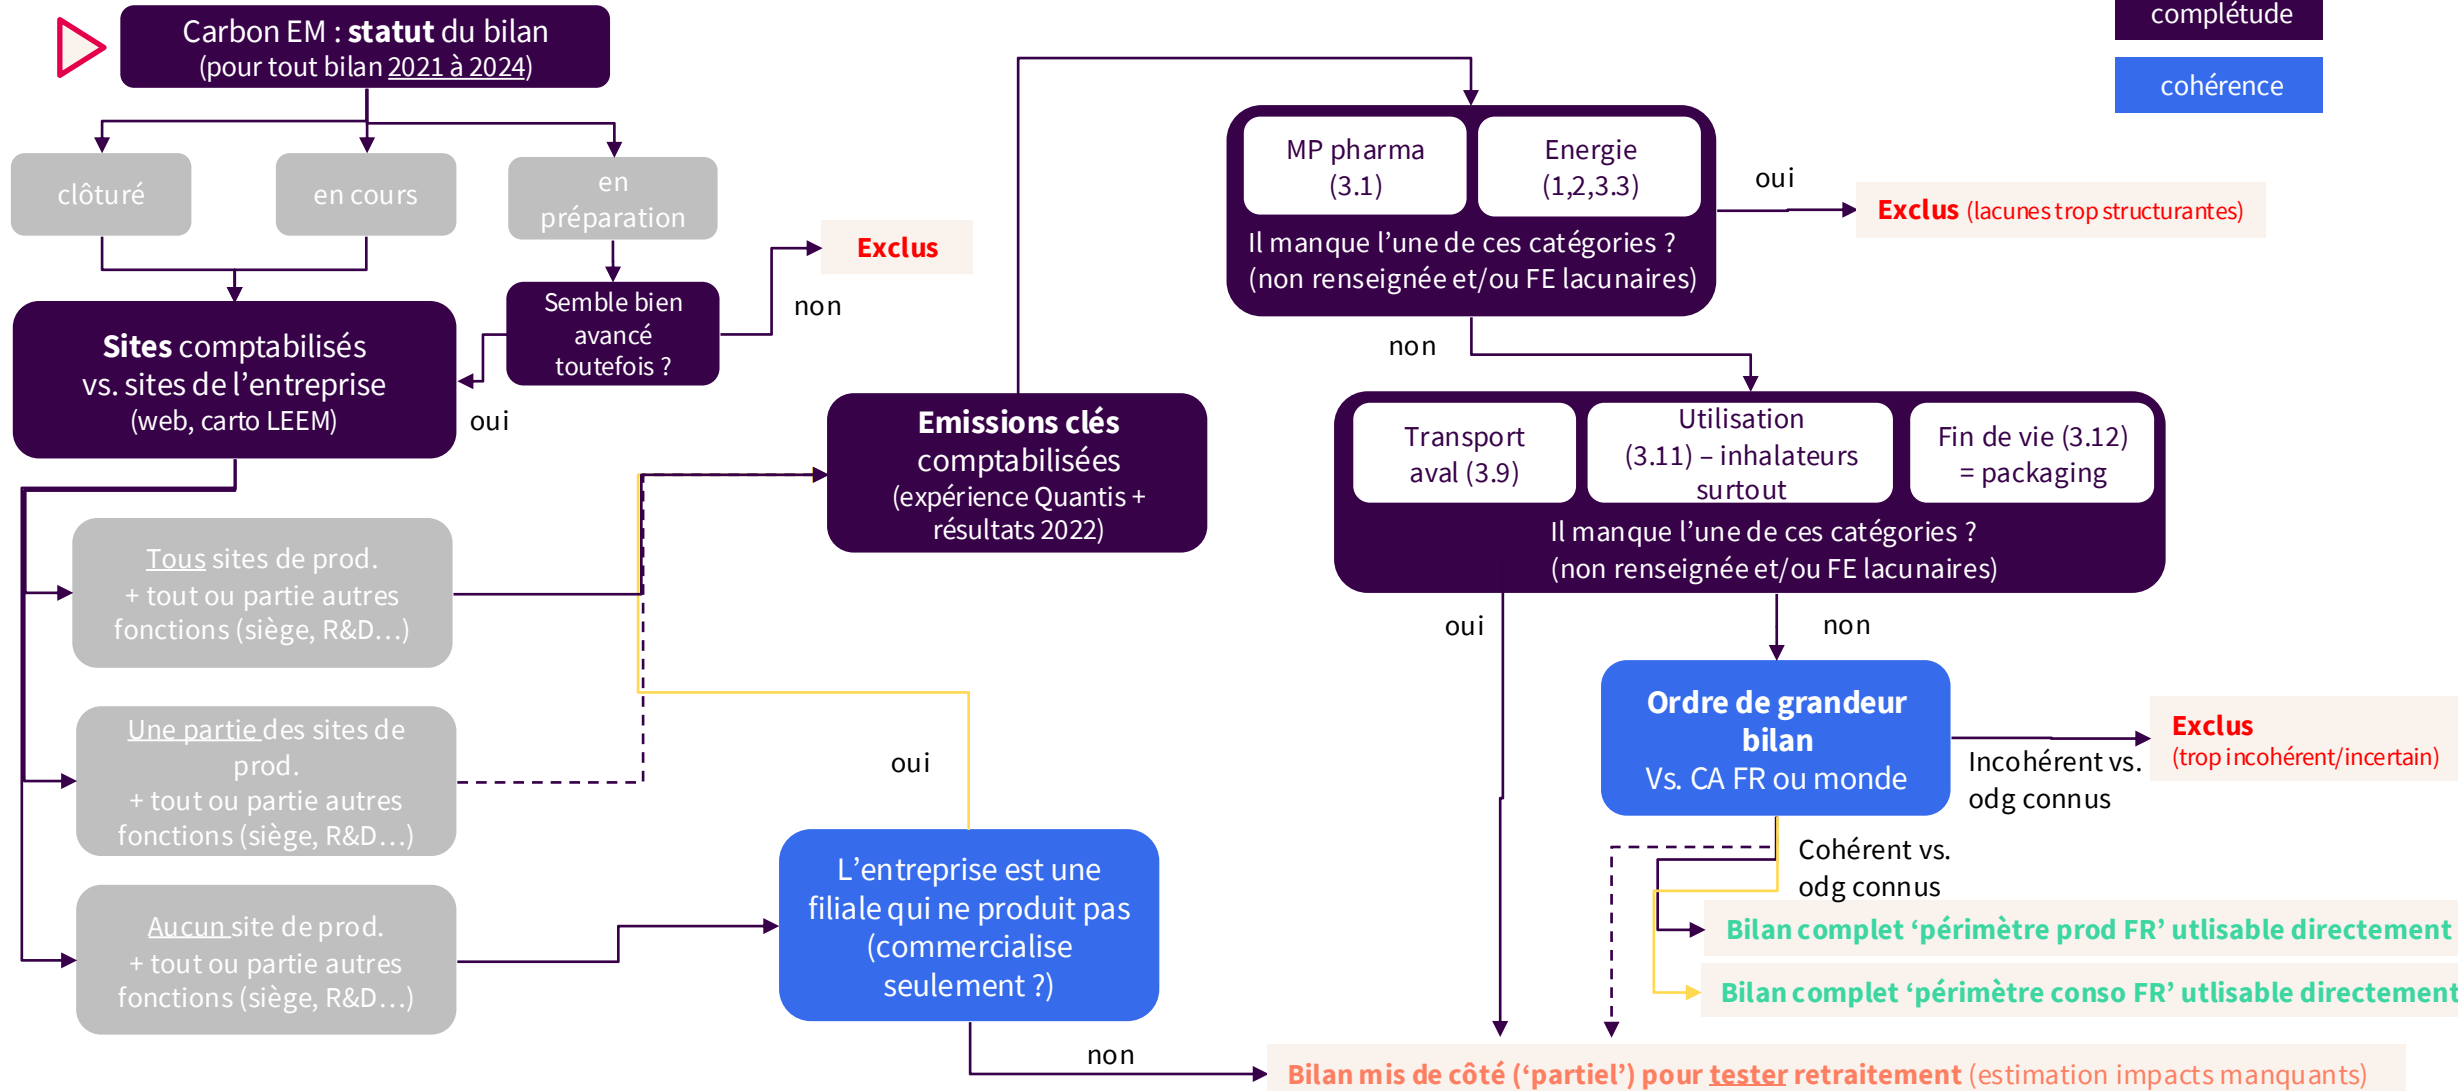 Carbon EM : statut du bilan
(pour tout bilan 2021 à 2024)
complétude
cohérence
clôturé
en cours
en
préparation
Exclus
non
Semble bien
avancé
toutefois ?
oui
Sites comptabilisés
vs. sites de l’entreprise
(web, carto LEEM)
Tous sites de prod.
+ tout ou partie autres
fonctions (siège, R&D…)
Une partie des sites de
prod.
+ tout ou partie autres
fonctions (siège, R&D…)
Aucun site de prod.
+ tout ou partie autres
fonctions (siège, R&D…)
oui
L’entreprise est une
filiale qui ne produit pas
(commercialise
seulement ?)
non
Emissions clés
comptabilisées
(expérience Quantis +
résultats 2022)
MP pharma
(3.1)
Energie
(1,2,3.3)
Il manque l’une de ces catégories ?
(non renseignée et/ou FE lacunaires)
oui
Exclus (lacunes trop structurantes)
non
Transport
aval (3.9)
Utilisation
(3.11) – inhalateurs
surtout
Fin de vie (3.12)
= packaging
Il manque l’une de ces catégories ?
(non renseignée et/ou FE lacunaires)
oui
non
Ordre de grandeur
bilan
Vs. CA FR ou monde
Incohérent vs.
odg connus
Exclus
(trop incohérent/incertain)
Cohérent vs.
odg connus
Bilan complet ‘périmètre prod FR’ utlisable directement
Bilan complet ‘périmètre conso FR’ utlisable directement
Bilan mis de côté (‘partiel’) pour tester retraitement (estimation impacts manquants)